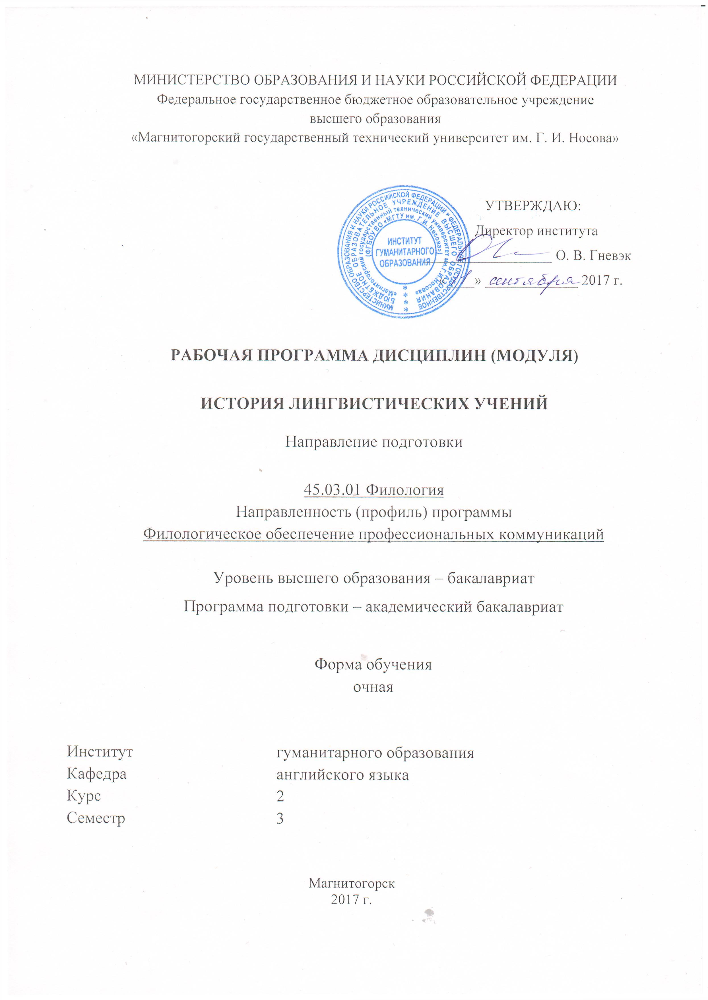 МИНИСТЕРСТВО ОБРАЗОВАНИЯ И НАУКИ РОССИЙСКОЙ ФЕДЕРАЦИИ
Федеральное государственное бюджетное образовательное учреждение
высшего образования
«Магнитогорский государственный технический университет им. Г. И. Носова»
МИНИСТЕРСТВО ОБРАЗОВАНИЯ И НАУКИ РОССИЙСКОЙ ФЕДЕРАЦИИ * ФЕДЕРАЛЬНОЕ ГОСУДАРСТВЕННОЕ
БЮДЖЕТНОЕ ОБРАЗОВАТЕЛЬНОЕ УЧРЕЖДЕНИЕ ВЫСШЕГО ОБРАЗОВАНИЯ
«Магнитогорский государственный технический университет им.Г.И.Носова»
(ФГБОУ ВО «МГТУ им. Г.И. Носова»)
ИНСТИТУТ
ГУМАНИТАРНОГО
ОБРАЗОВАНИЯ
УТВЕРЖДАЮ:
Директор института
О. В. Гневэк
« » сентября 2017 г.
РАБОЧАЯ ПРОГРАММА ДИСЦИПЛИН (МОДУЛЯ)
ИСТОРИЯ ЛИНГВИСТИЧЕСКИХ УЧЕНИЙ
Направление подготовки
45.03.01 Филология
Направленность (профиль) программы
Филологическое обеспечение профессиональных коммуникаций
Уровень высшего образования – бакалавриат
Программа подготовки – академический бакалавриат
Форма обучения
очная
Институт гуманитарного образования
Кафедра английского языка
Курс 2
Семестр 3
Магнитогорск
2017 г.